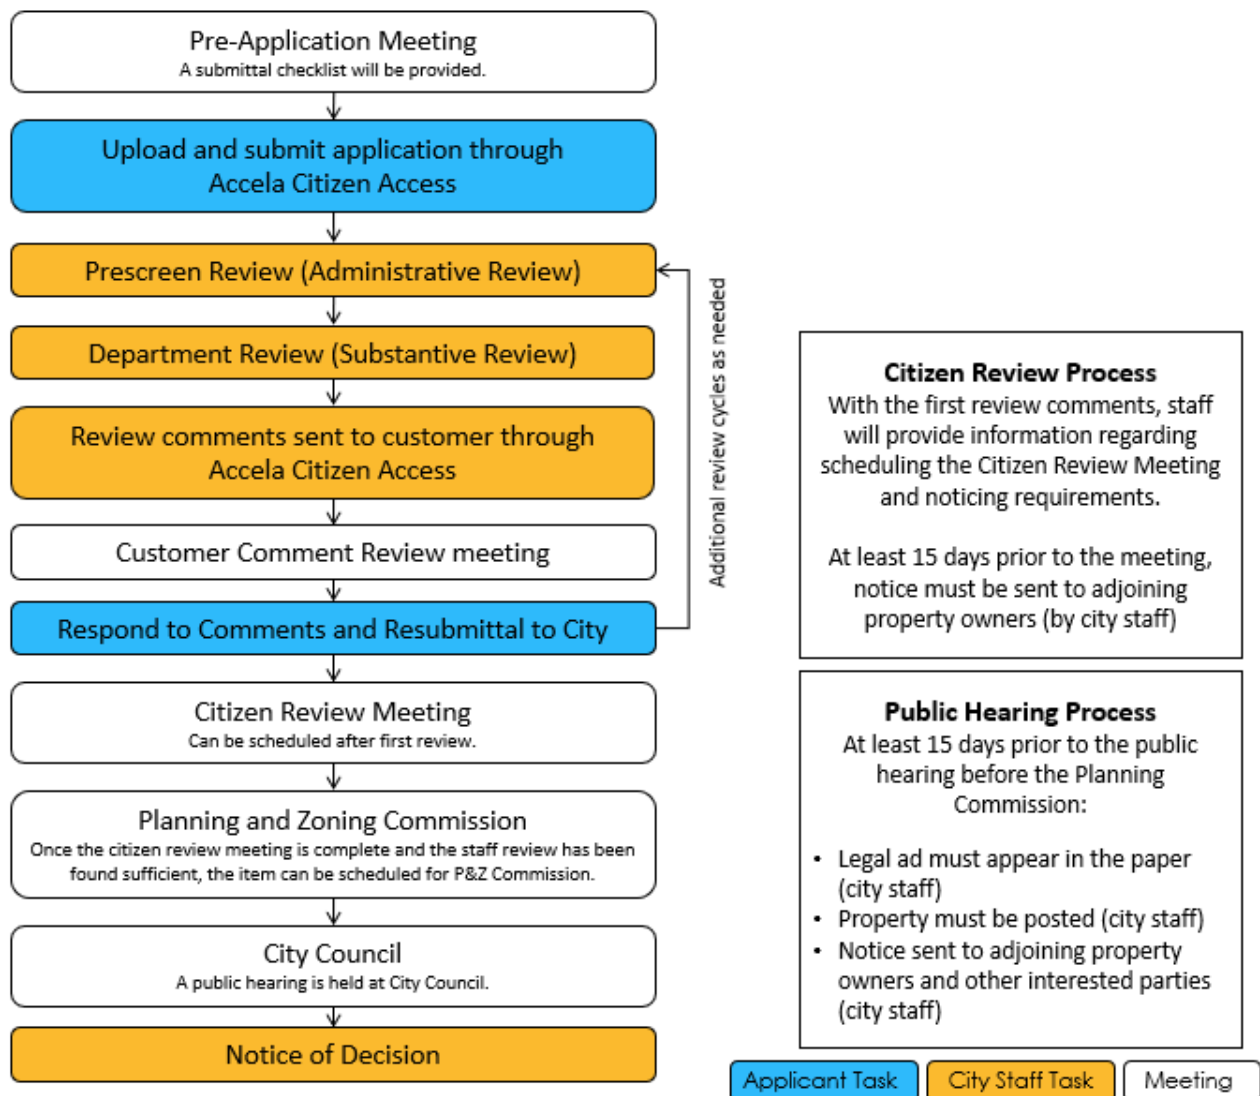 Pre-Application Meeting
A submittal checklist will be provided.
Upload and submit application through
Accela Citizen Access
Prescreen Review (Administrative Review)
Department Review (Substantive Review)
Review comments sent to customer through
Accela Citizen Access
Customer Comment Review meeting
Respond to Comments and Resubmittal to City
Additional review cycles as needed
Citizen Review Meeting
Can be scheduled after first review.
Planning and Zoning Commission
Once the citizen review meeting is complete and the staff review has been
found sufficient, the item can be scheduled for P&Z Commission.
City Council
A public hearing is held at City Council.
Notice of Decision
Citizen Review Process
With the first review comments, staff
will provide information regarding
scheduling the Citizen Review Meeting
and noticing requirements.
At least 15 days prior to the meeting,
notice must be sent to adjoining
property owners (by city staff)
Public Hearing Process
At least 15 days prior to the public
hearing before the Planning
Commission:
• Legal ad must appear in the paper
(city staff)
• Property must be posted (city staff)
• Notice sent to adjoining property
owners and other interested parties
(city staff)
Applicant Task
City Staff Task
Meeting